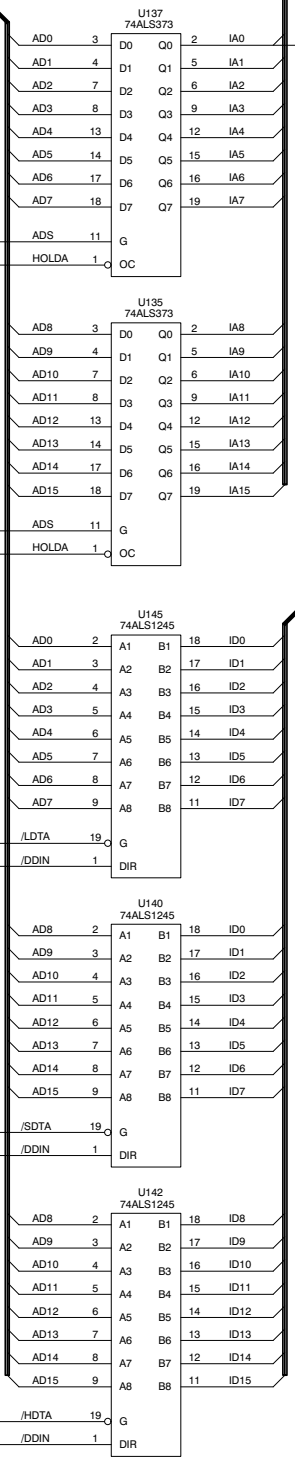 U137
74ALS373
AD0 3 D0 Q0 2 IA0
AD1 4 D1 Q1 5 IA1
AD2 7 D2 Q2 6 IA2
AD3 8 D3 Q3 9 IA3
AD4 13 D4 Q4 12 IA4
AD5 14 D5 Q5 15 IA5
AD6 17 D6 Q6 16 IA6
AD7 18 D7 Q7 19 IA7
ADS 11 G
HOLDA 1 OC
U135
74ALS373
AD8 3 D0 Q0 2 IA8
AD9 4 D1 Q1 5 IA9
AD10 7 D2 Q2 6 IA10
AD11 8 D3 Q3 9 IA11
AD12 13 D4 Q4 12 IA12
AD13 14 D5 Q5 15 IA13
AD14 17 D6 Q6 16 IA14
AD15 18 D7 Q7 19 IA15
ADS 11 G
HOLDA 1 OC
U145
74ALS1245
AD0 2 A1 B1 18 ID0
AD1 3 A2 B2 17 ID1
AD2 4 A3 B3 16 ID2
AD3 5 A4 B4 15 ID3
AD4 6 A5 B5 14 ID4
AD5 7 A6 B6 13 ID5
AD6 8 A7 B7 12 ID6
AD7 9 A8 B8 11 ID7
/LDTA 19 G
/DDIN 1 DIR
U140
74ALS1245
AD8 2 A1 B1 18 ID0
AD9 3 A2 B2 17 ID1
AD10 4 A3 B3 16 ID2
AD11 5 A4 B4 15 ID3
AD12 6 A5 B5 14 ID4
AD13 7 A6 B6 13 ID5
AD14 8 A7 B7 12 ID6
AD15 9 A8 B8 11 ID7
/SDTA 19 G
/DDIN 1 DIR
U142
74ALS1245
AD8 2 A1 B1 18 ID8
AD9 3 A2 B2 17 ID9
AD10 4 A3 B3 16 ID10
AD11 5 A4 B4 15 ID11
AD12 6 A5 B5 14 ID12
AD13 7 A6 B6 13 ID13
AD14 8 A7 B7 12 ID14
AD15 9 A8 B8 11 ID15
/HDTA 19 G
/DDIN 1 DIR